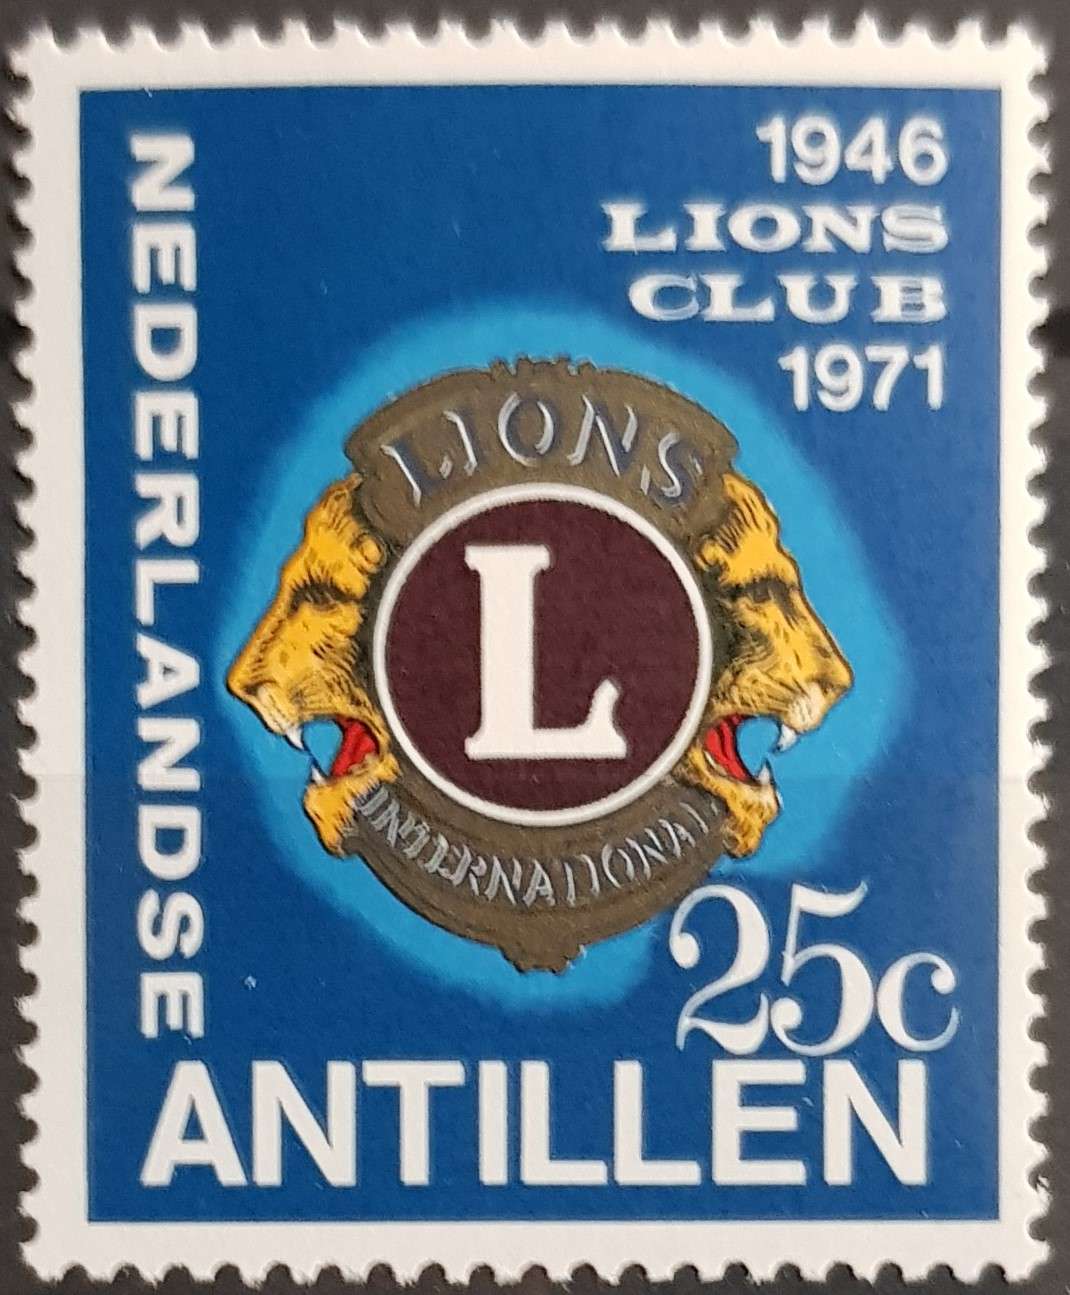 1946
LIONS
CLUB
1971
NEDERLANDSE
LIONS
L
INTERNATIONAL
25c
ANTILLEN